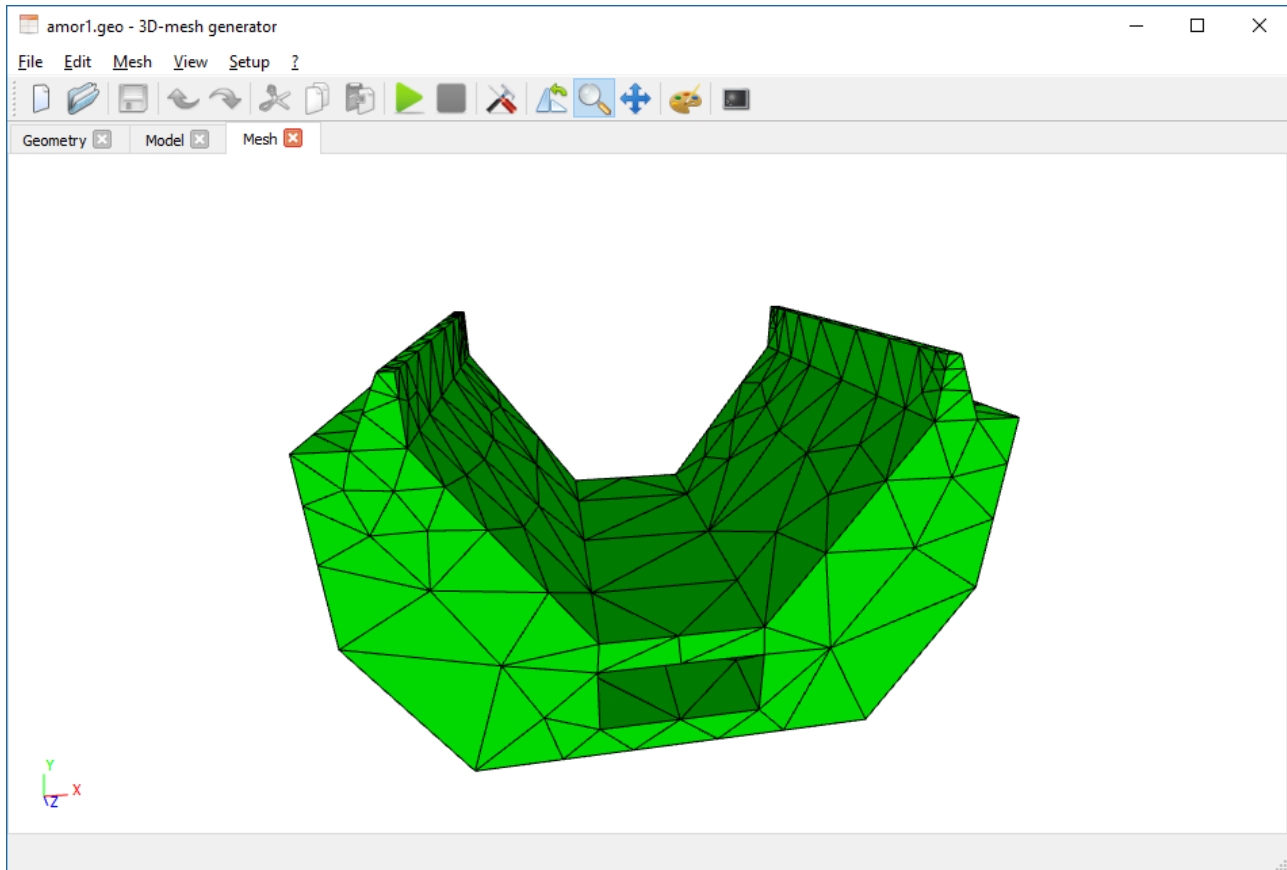 amor1.geo - 3D-mesh generator
File Edit Mesh View Setup ?
Geometry Model Mesh
Y
X
Z